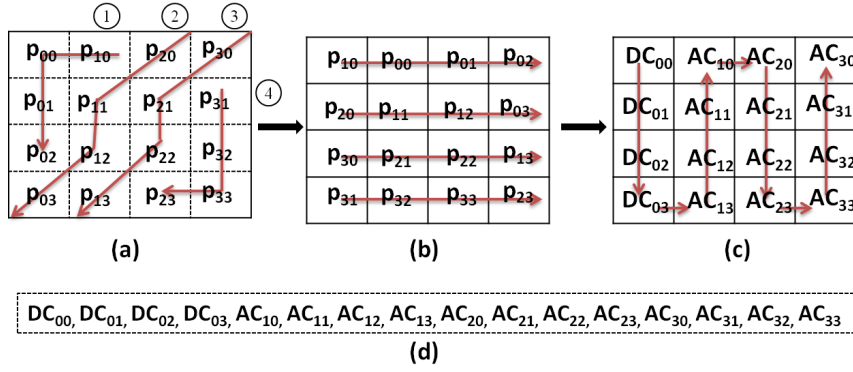 1 2 3
p00 p10 p20 p30
p01 p11 p21 p31
4
p02 p12 p22 p32
p03 p13 p23 p33
(a)
p10 p00 p01 p02
p20 p11 p12 p03
p30 p21 p22 p13
p31 p32 p33 p23
(b)
DC00 AC10 AC20 AC30
DC01 AC11 AC21 AC31
DC02 AC12 AC22 AC32
DC03 AC13 AC23 AC33
(c)
DC00, DC01, DC02, DC03, AC10, AC11, AC12, AC13, AC20, AC21, AC22, AC23, AC30, AC31, AC32, AC33
(d)